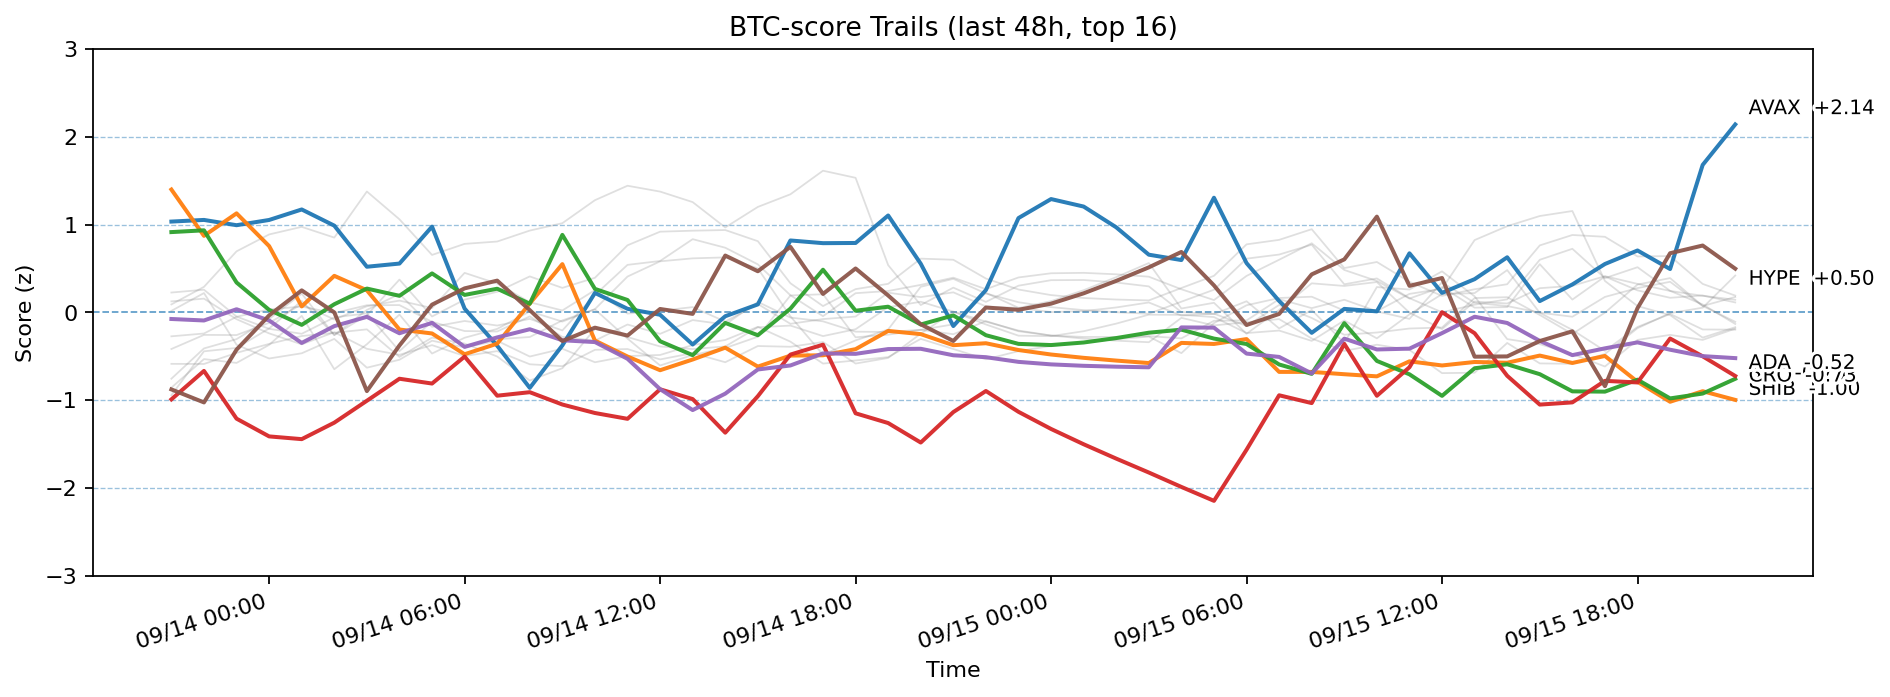 BTC-score Trails (last 48h, top 16)
3
2
1
0
−1
−2
−3
Score (z)
AVAX +2.14
HYPE +0.50
ADA -0.52
SHIB -1.00
09/14 00:00
09/14 06:00
09/14 12:00
09/14 18:00
09/15 00:00
09/15 06:00
09/15 12:00
09/15 18:00
Time